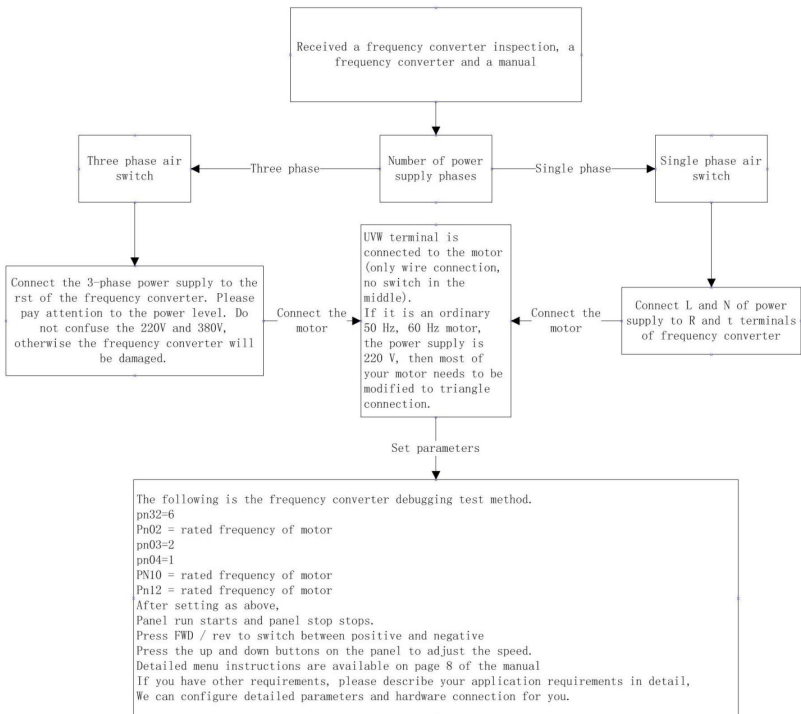 Received a frequency converter inspection, a
frequency converter and a manual
Three phase air
switch
Three phase
Number of power
supply phases
Single phase
Single phase air
switch
Connect the 3-phase power supply to the
rst of the frequency converter. Please
pay attention to the power level. Do
not confuse the 220V and 380V,
otherwise the frequency converter will
be damaged.
Connect the
motor
UVW terminal is
connected to the motor
(only wire connection,
no switch in the
middle).
If it is an ordinary
50 Hz, 60 Hz motor,
the power supply is
220 V, then most of
your motor needs to be
modified to triangle
connection.
Connect the
motor
Connect L and N of power
supply to R and t terminals
of frequency converter
Set parameters
The following is the frequency converter debugging test method.
pn32=6
Pn02 = rated frequency of motor
pn03=2
pn04=1
PN10 = rated frequency of motor
Pn12 = rated frequency of motor
After setting as above,
Panel run starts and panel stop stops.
Press FWD / rev to switch between positive and negative
Press the up and down buttons on the panel to adjust the speed.
Detailed menu instructions are available on page 8 of the manual
If you have other requirements, please describe your application requirements in detail,
We can configure detailed parameters and hardware connection for you.